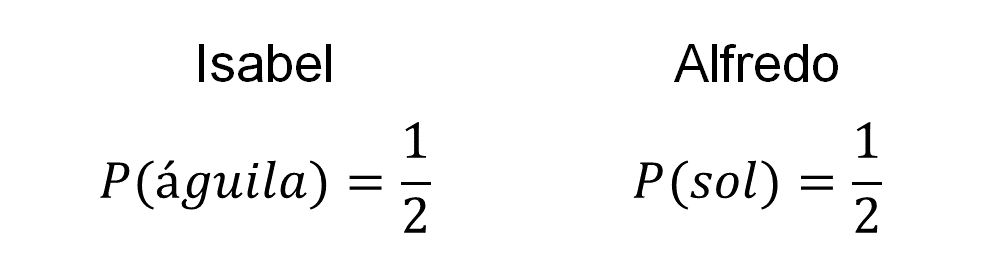 Isabel Alfredo
P(águila) = 1/2 P(sol) = 1/2